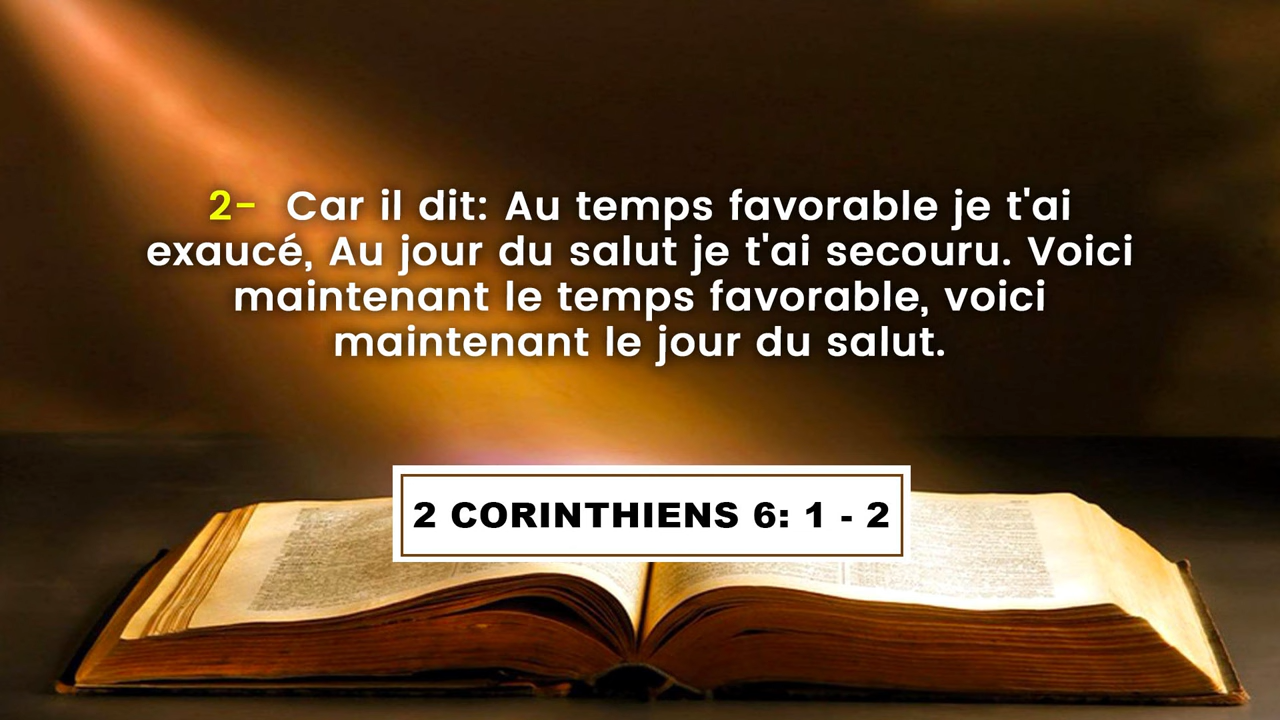 2-  Car il dit: Au temps favorable je t'ai
exaucé, Au jour du salut je t'ai secouru. Voici
maintenant le temps favorable, voici
maintenant le jour du salut.
2 CORINTHIENS 6: 1 - 2